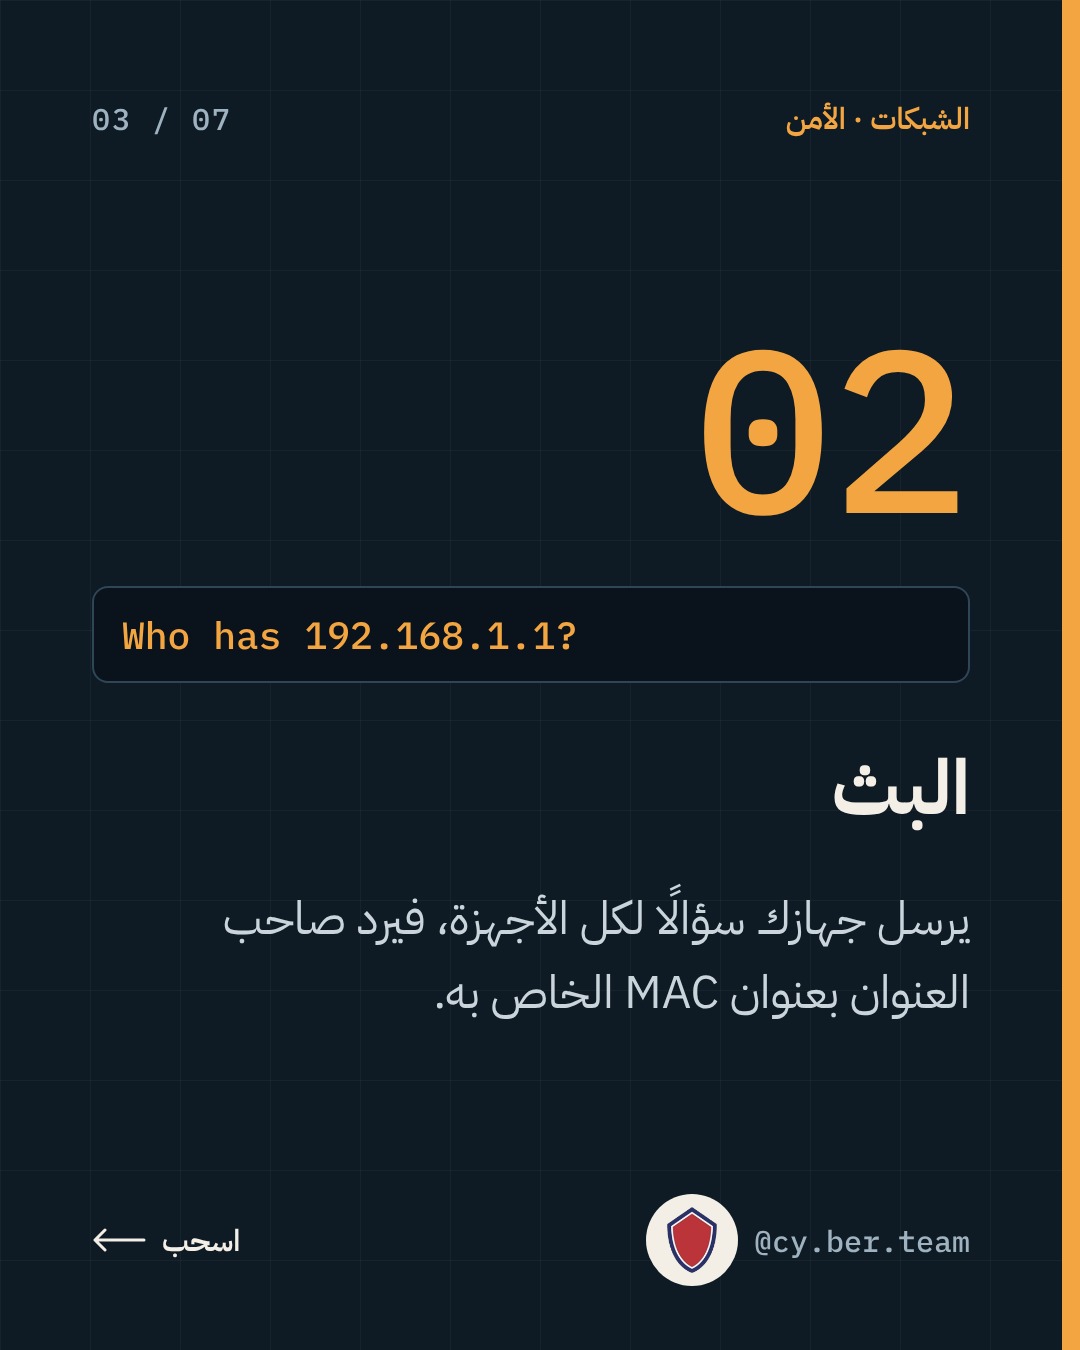 الشبكات · الأمن
03 / 07
02
Who has 192.168.1.1?
البث
يرسل جهازك سؤالًا لكل الأجهزة، فيرد صاحب
العنوان بعنوان MAC الخاص به.
@cy.ber.team
اسحب ←